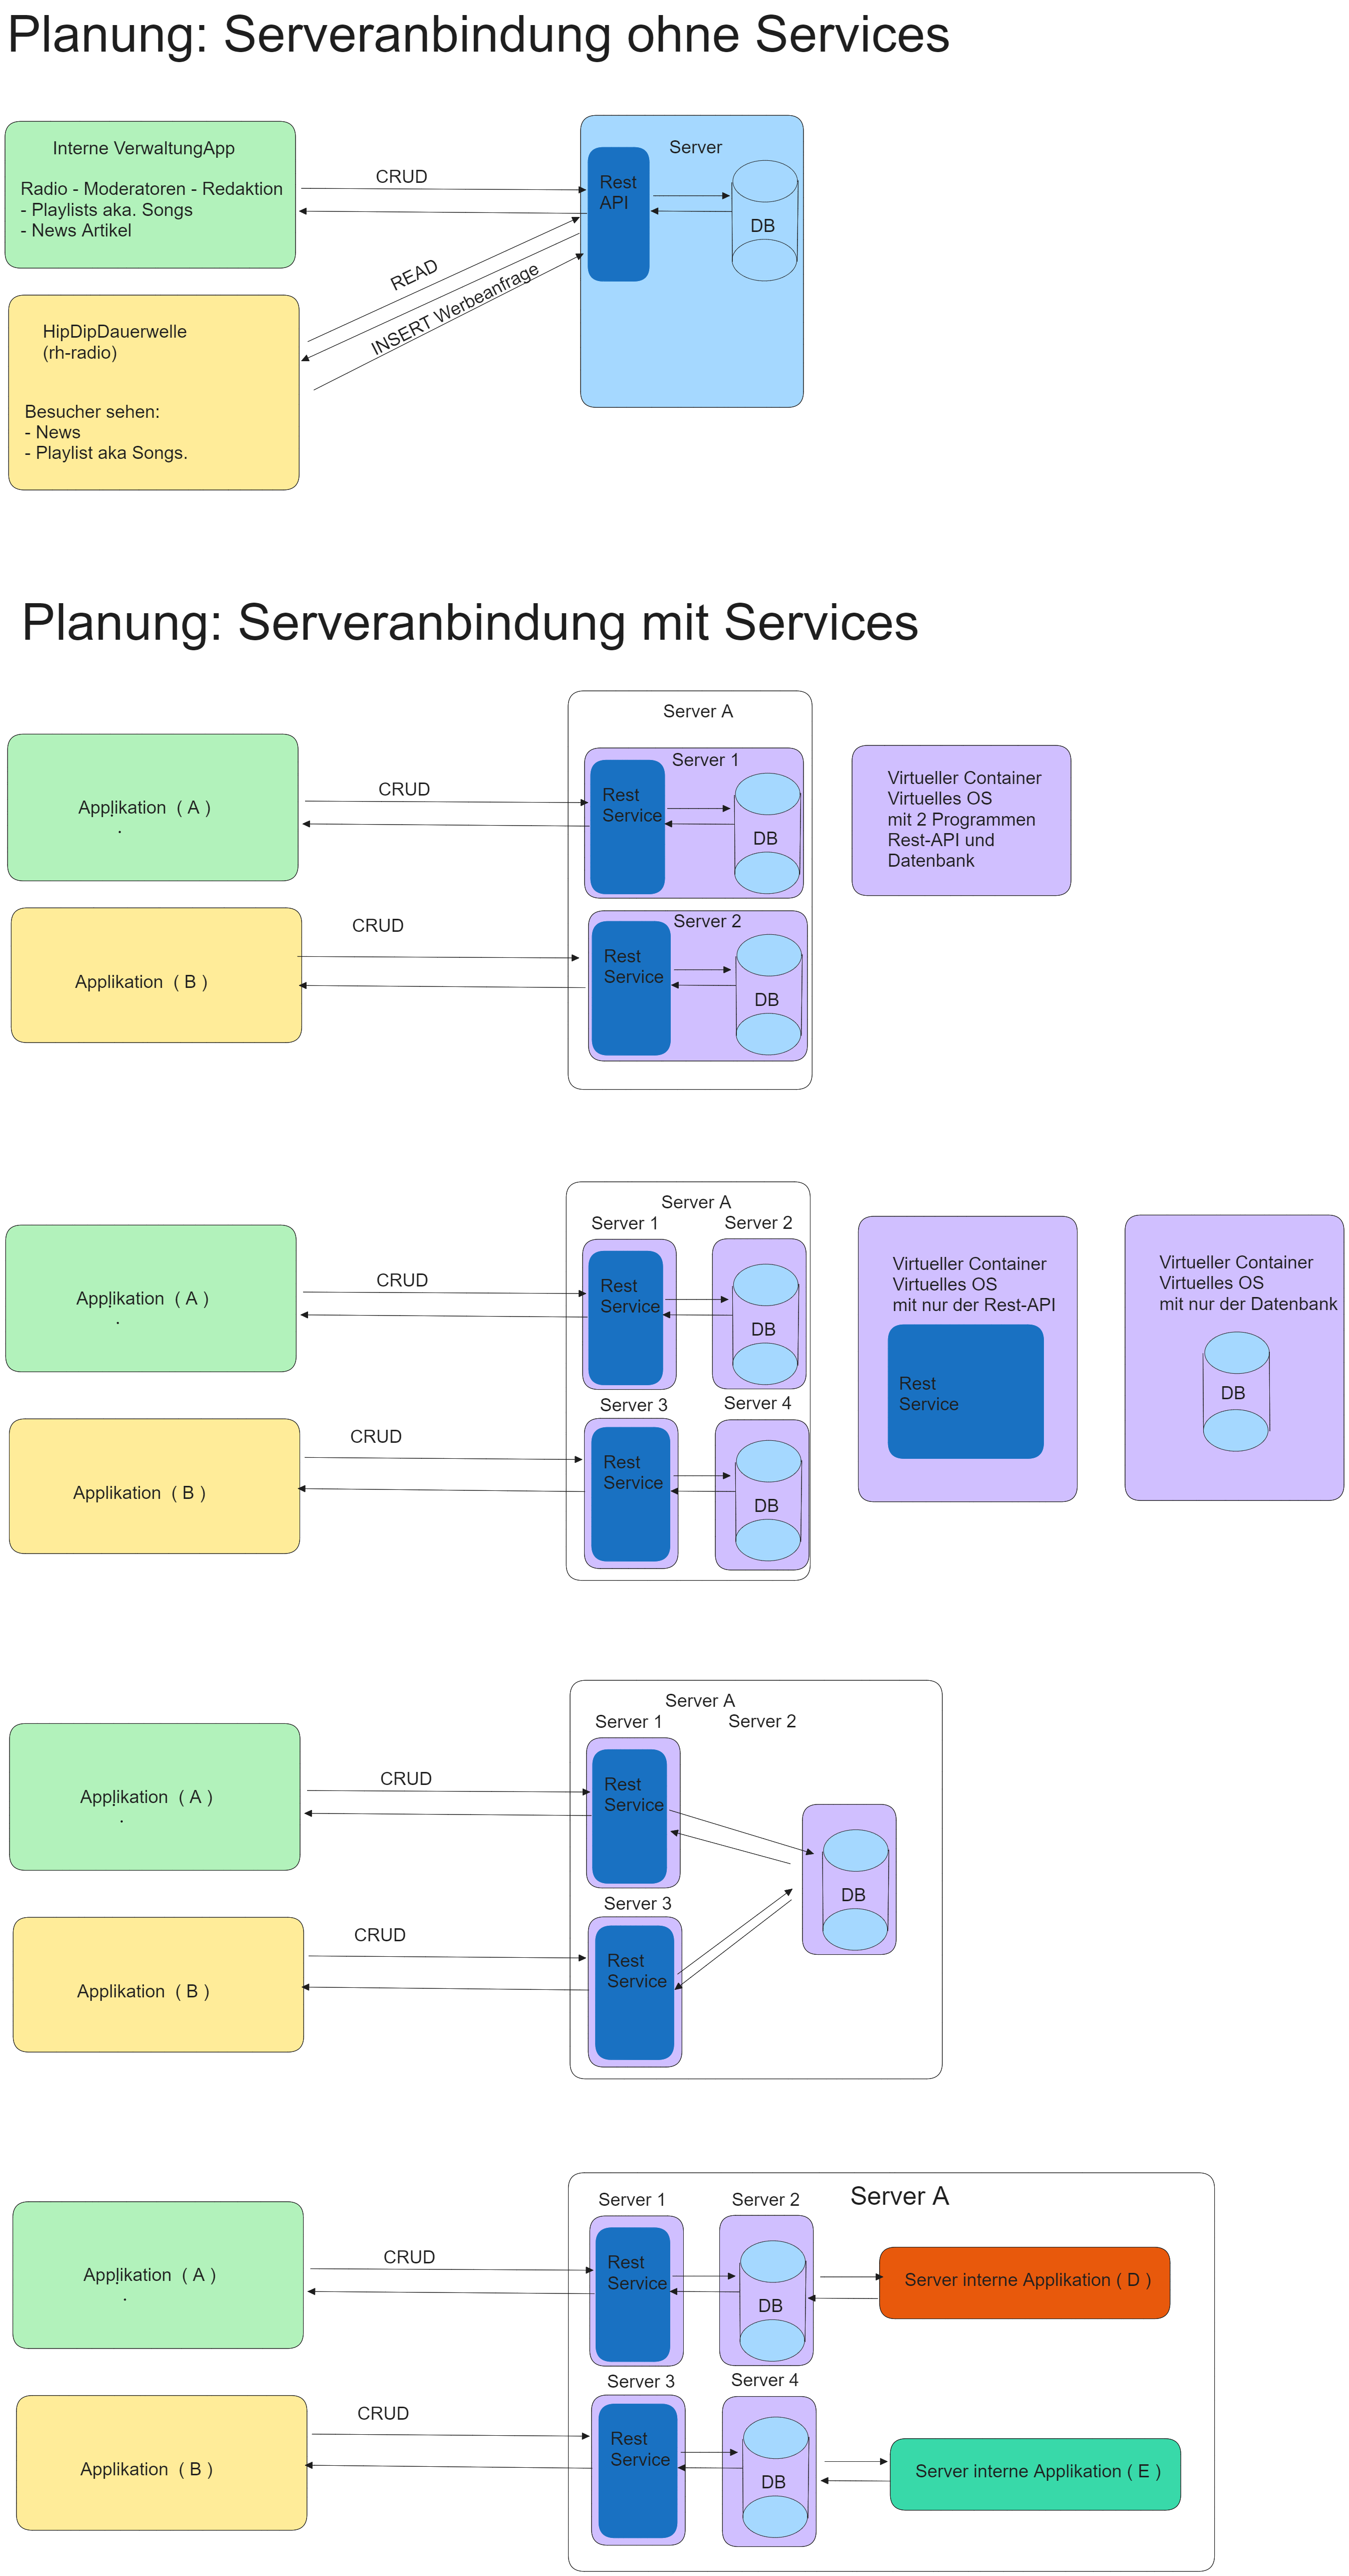 Planung: Serveranbindung ohne Services
Interne VerwaltungApp
Radio - Moderatoren - Redaktion
- Playlists aka. Songs
- News Artikel
CRUD
Server
Rest
API
DB
READ
INSERT Werbeanfrage
HipDipDauerwelle
(rh-radio)
Besucher sehen:
- News
- Playlist aka Songs.
Planung: Serveranbindung mit Services
Server A
Applikation ( A )
.
CRUD
Server 1
Rest
Service
DB
Virtueller Container
Virtuelles OS
mit 2 Programmen
Rest-API und
Datenbank
Applikation ( B )
CRUD
Server 2
Rest
Service
DB
Server A
Server 1
Server 2
Applikation ( A )
.
CRUD
Rest
Service
DB
Server 3
Server 4
Applikation ( B )
CRUD
Rest
Service
DB
Virtueller Container
Virtuelles OS
mit nur der Rest-API
Rest
Service
Virtueller Container
Virtuelles OS
mit nur der Datenbank
DB
Server A
Server 1
Server 2
Applikation ( A )
.
CRUD
Rest
Service
DB
Server 3
Applikation ( B )
CRUD
Rest
Service
Server A
Server 1
Server 2
Applikation ( A )
.
CRUD
Rest
Service
DB
Server interne Applikation ( D )
Server 3
Server 4
Applikation ( B )
CRUD
Rest
Service
DB
Server interne Applikation ( E )